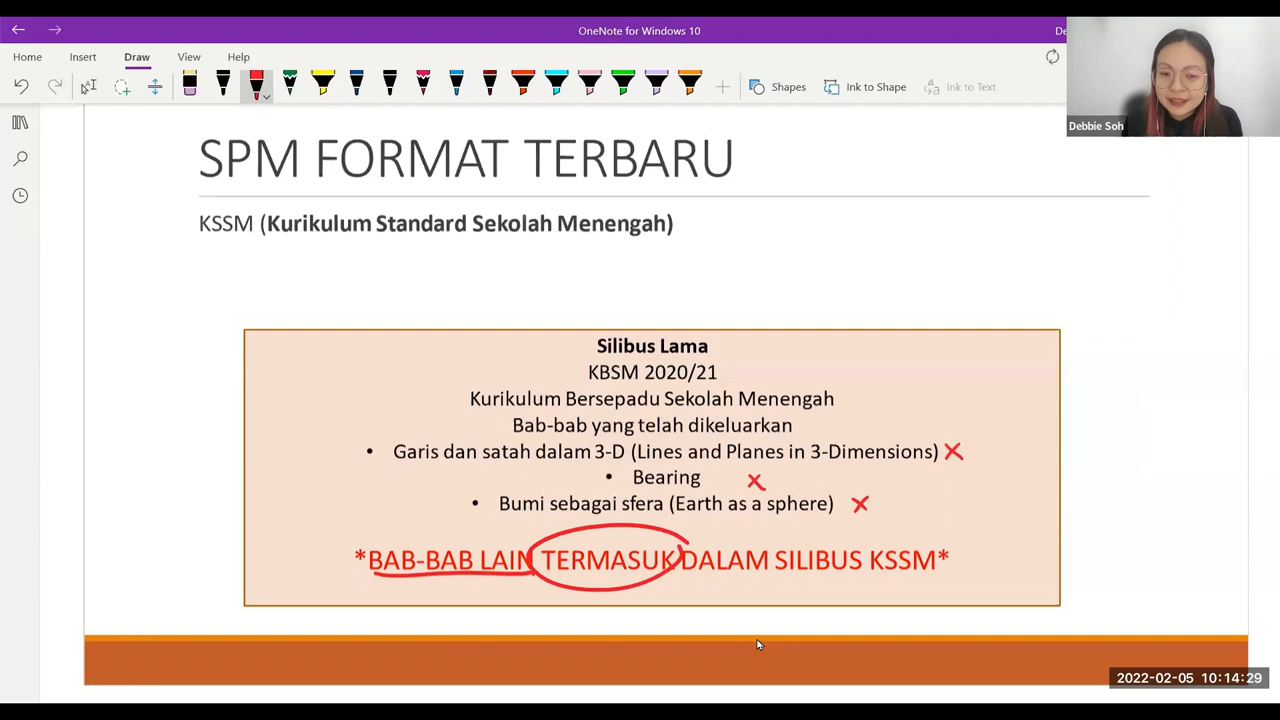 OneNote for Windows 10
De
Home Insert Draw View Help
Shapes Ink to Shape Ink to Text
Debbie Soh
SPM FORMAT TERBARU
KSSM (Kurikulum Standard Sekolah Menengah)
Silibus Lama
KBSM 2020/21
Kurikulum Bersepadu Sekolah Menengah
Bab-bab yang telah dikeluarkan
• Garis dan satah dalam 3-D (Lines and Planes in 3-Dimensions)
• Bearing
• Bumi sebagai sfera (Earth as a sphere)
*BAB-BAB LAIN TERMASUK DALAM SILIBUS KSSM*
2022-02-05 10:14:29